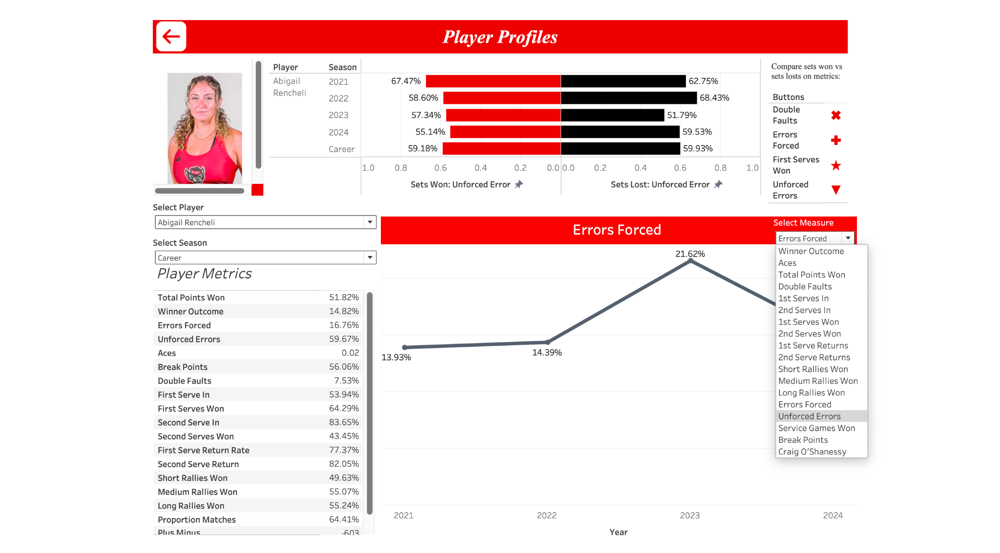 Player Profiles
Player Season
Abigail
Rencheli
2021 67.47% 62.75%
2022 58.60% 68.43%
2023 57.34% 51.79%
2024 55.14% 59.53%
Career 59.18% 59.93%
1.0 0.8 0.6 0.4 0.2 0.0 0.0 0.2 0.4 0.6 0.8 1.0
Sets Won: Unforced Error Sets Lost: Unforced Error
Compare sets won vs
sets losts on metrics:
Buttons
Double
Faults
Errors
Forced
First Serves
Won
Unforced
Errors
Select Player
Abigail Rencheli
Select Season
Career
Player Metrics
Total Points Won 51.82%
Winner Outcome 14.82%
Errors Forced 16.76%
Unforced Errors 59.67%
Aces 0.02
Break Points 56.06%
Double Faults 7.53%
First Serve In 53.94%
First Serves Won 64.29%
Second Serve In 83.65%
Second Serves Won 43.45%
First Serve Return Rate 77.37%
Second Serve Return 82.05%
Short Rallies Won 49.63%
Medium Rallies Won 55.07%
Long Rallies Won 55.24%
Proportion Matches 64.41%
Plus Minus -603
Errors Forced
Select Measure
Errors Forced
Winner Outcome
Aces
Total Points Won
Double Faults
1st Serves In
2nd Serves In
1st Serves Won
2nd Serves Won
1st Serve Returns
2nd Serve Returns
Short Rallies Won
Medium Rallies Won
Long Rallies Won
Errors Forced
Unforced Errors
Service Games Won
Break Points
Craig O'Shanessy
21.62%
14.39%
13.93%
2021 2022 2023 2024
Year